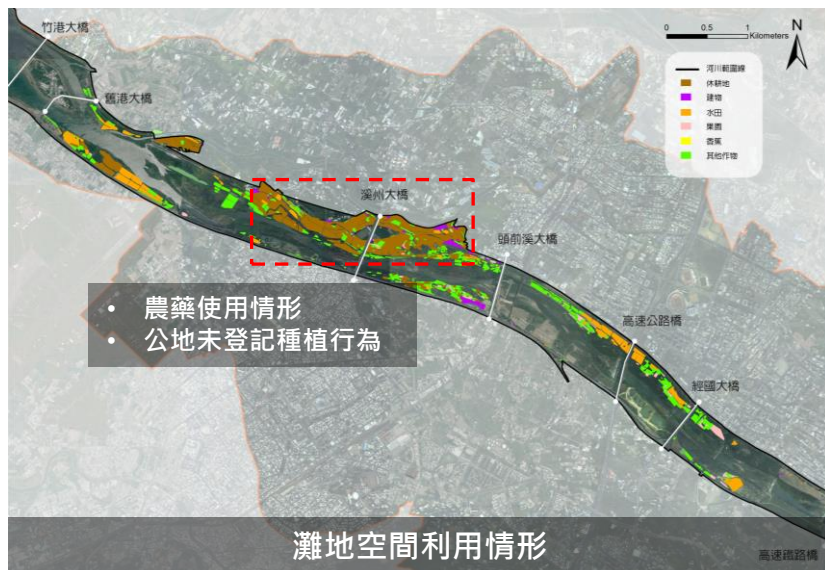 竹港大橋
舊港大橋
溪州大橋
頭前溪大橋
高速公路橋
經國大橋
高速鐵路橋
0 0.5 1
Kilometers
N
河川範圍線
休耕地
建物
水田
果園
香蕉
其他作物
• 農藥使用情形
• 公地未登記種植行為
灘地空間利用情形